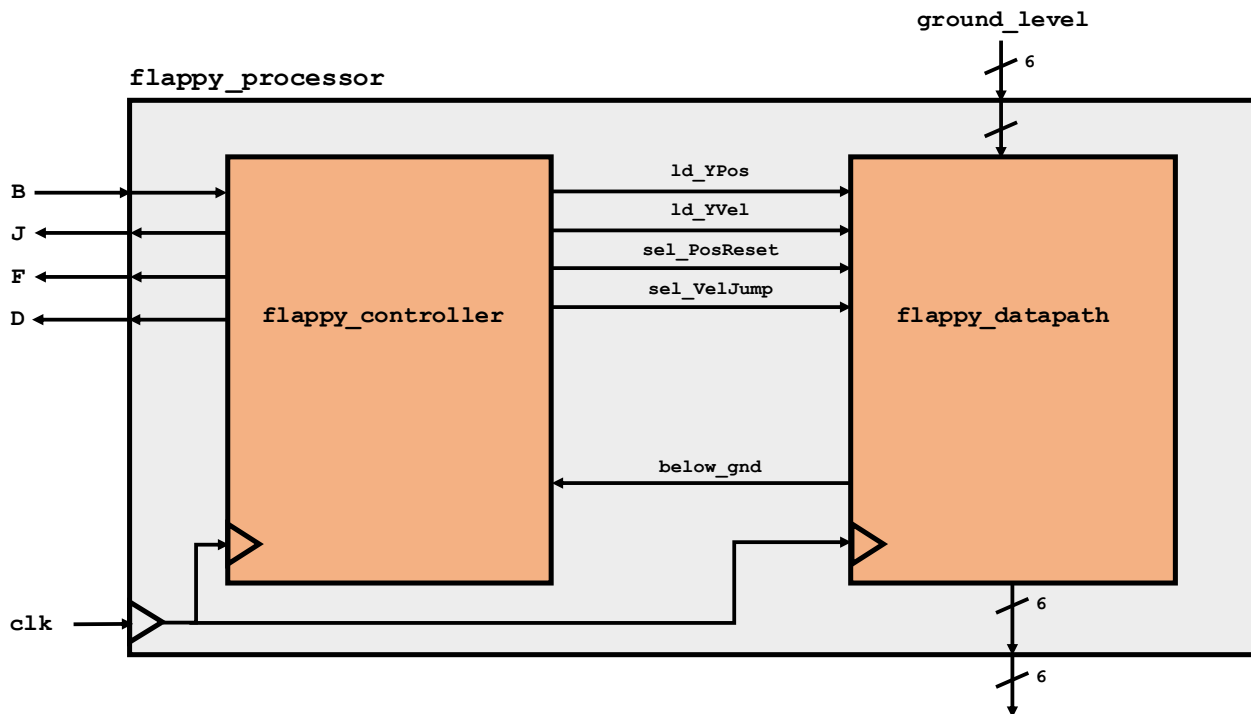 ground_level
6
flappy_processor
B
J
F
D
ld_YPos
ld_YVel
sel_PosReset
sel_VelJump
flappy_controller
flappy_datapath
below_gnd
clk
6
6